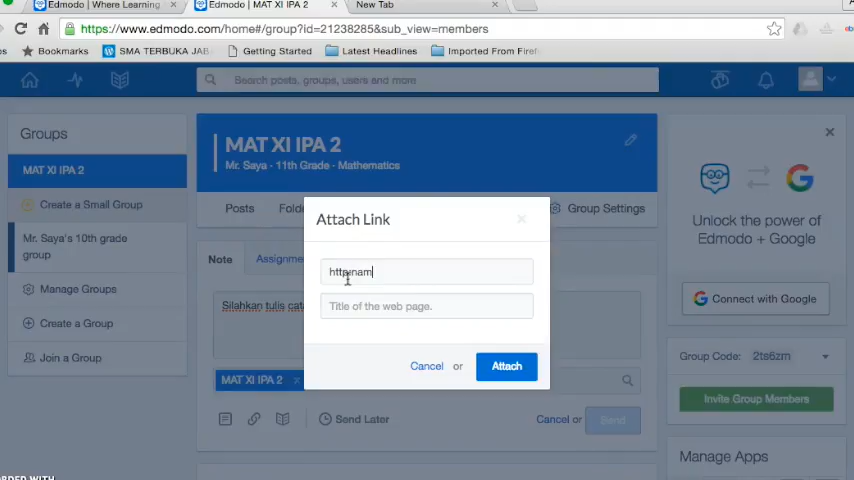 Edmodo | Where Learning
Edmodo | MAT XI IPA 2
New Tab
https://www.edmodo.com/home#/group?id=21238285&sub_view=members
Bookmarks
SMA TERBUKA JAB
Getting Started
Latest Headlines
Imported From Firef
Search posts, groups, users and more
Groups
MAT XI IPA 2
Create a Small Group
Mr. Saya's 10th grade
group
Manage Groups
Create a Group
Join a Group
MAT XI IPA 2
Mr. Saya - 11th Grade - Mathematics
Posts
Folde
Group Settings
Note
Assignme
Silahkan tulis cata
MAT XI IPA 2 x
Send Later
Cancel or
Send
Attach Link
Title of the web page.
Cancel or
Attach
Unlock the power of
Edmodo + Google
Connect with Google
Group Code: 2ts6zm
Invite Group Members
Manage Apps